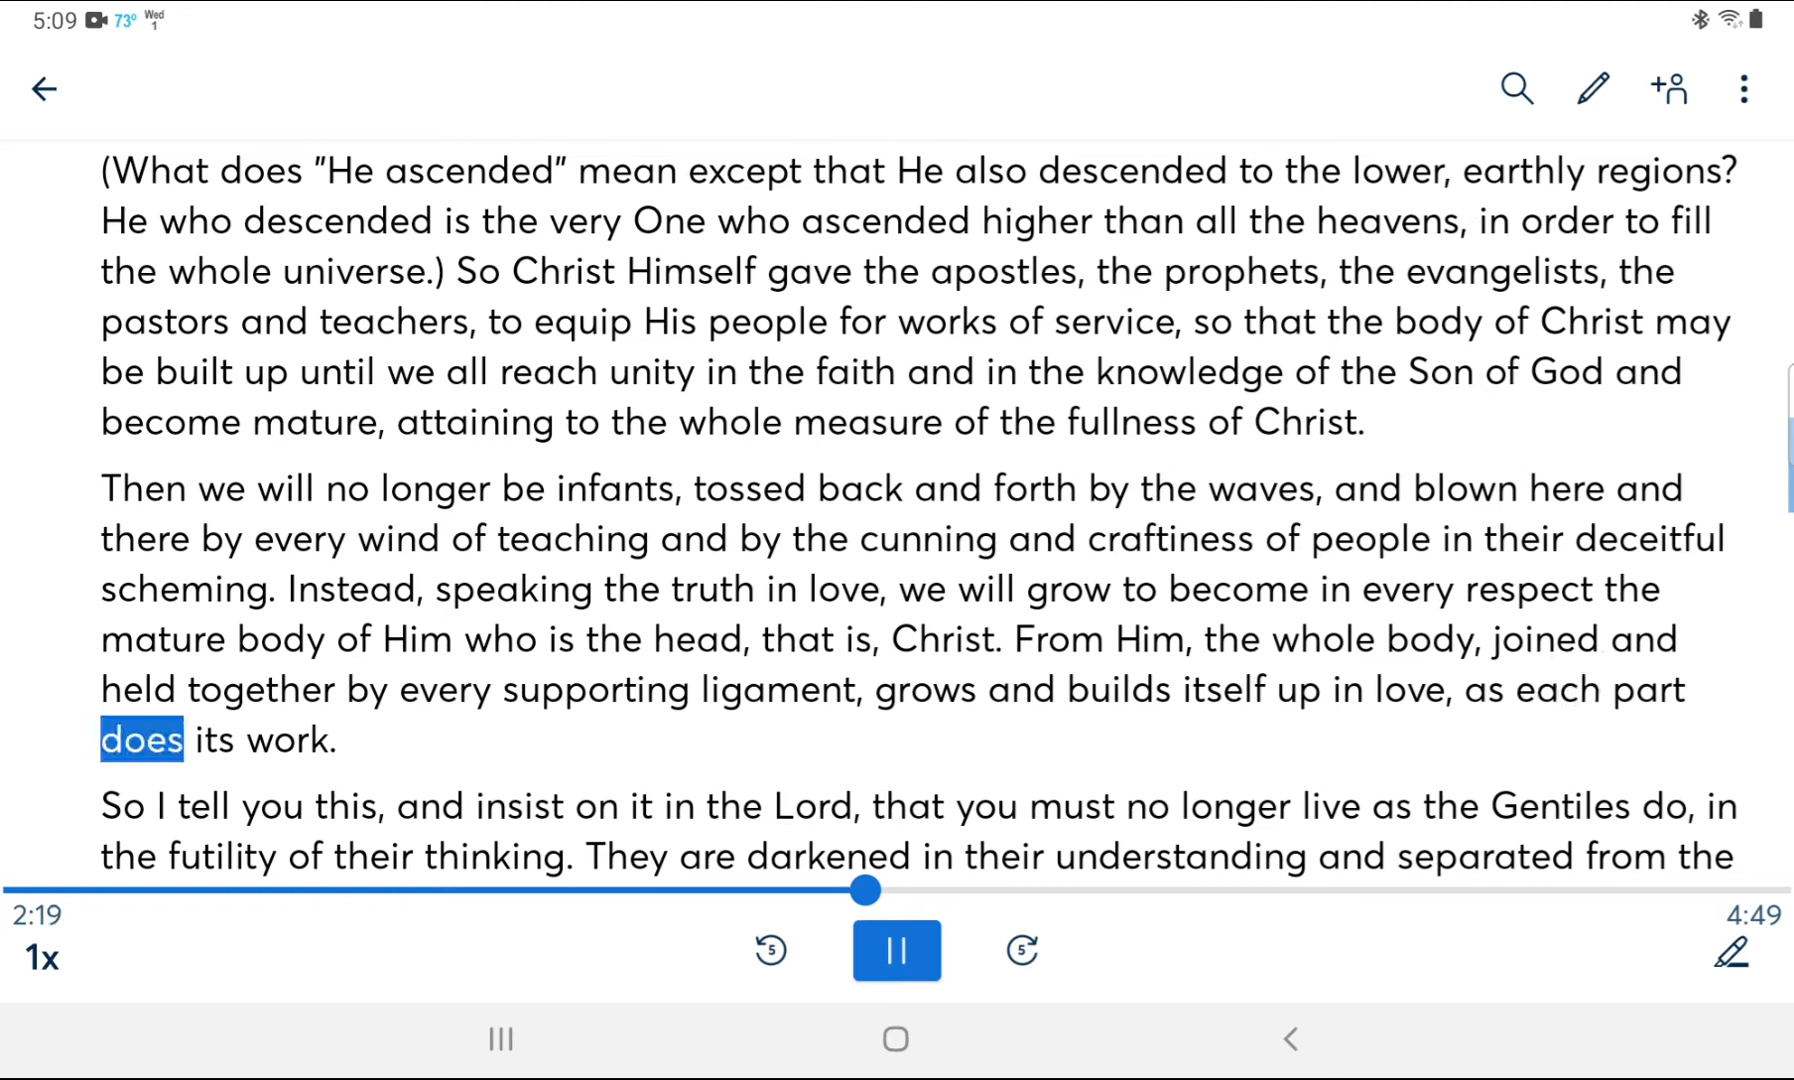 5:09 73° Wed 1
(What does "He ascended" mean except that He also descended to the lower, earthly regions?
He who descended is the very One who ascended higher than all the heavens, in order to fill
the whole universe.) So Christ Himself gave the apostles, the prophets, the evangelists, the
pastors and teachers, to equip His people for works of service, so that the body of Christ may
be built up until we all reach unity in the faith and in the knowledge of the Son of God and
become mature, attaining to the whole measure of the fullness of Christ.
Then we will no longer be infants, tossed back and forth by the waves, and blown here and
there by every wind of teaching and by the cunning and craftiness of people in their deceitful
scheming. Instead, speaking the truth in love, we will grow to become in every respect the
mature body of Him who is the head, that is, Christ. From Him, the whole body, joined and
held together by every supporting ligament, grows and builds itself up in love, as each part
does its work.
So I tell you this, and insist on it in the Lord, that you must no longer live as the Gentiles do, in
the futility of their thinking. They are darkened in their understanding and separated from the
2:19 4:49
1x 5 5